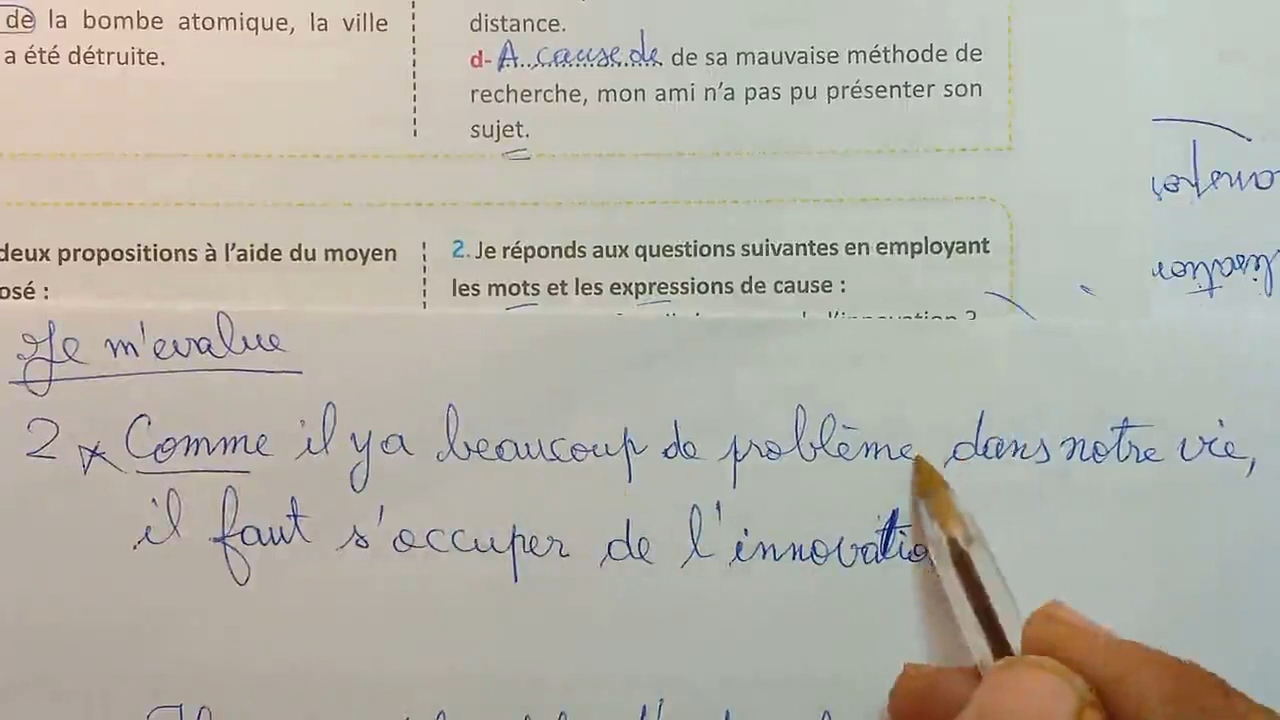 de la bombe atomique, la ville
a été détruite.
distance.
d- A cause de de sa mauvaise méthode de
recherche, mon ami n'a pas pu présenter son
sujet.
deux propositions à l'aide du moyen
osé :
2. Je réponds aux questions suivantes en employant
les mots et les expressions de cause :
Je m'evalue
2 * Comme il y a beaucoup de problème dans notre vie,
il faut s'occuper de l'innovatio